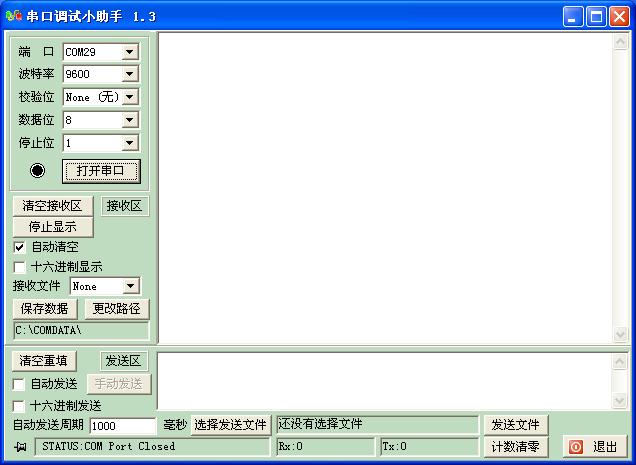 串口调试小助手 1.3
端 口 COM29
波特率 9600
校验位 None (无)
数据位 8
停止位 1
打开串口
清空接收区 接收区
停止显示
自动清空
十六进制显示
接收文件 None
保存数据 更改路径
C:\COMDATA\
清空重填 发送区
自动发送 手动发送
十六进制发送
自动发送周期 1000 毫秒 选择发送文件 还没有选择文件 发送文件
STATUS:COM Port Closed Rx:0 Tx:0 计数清零 退出